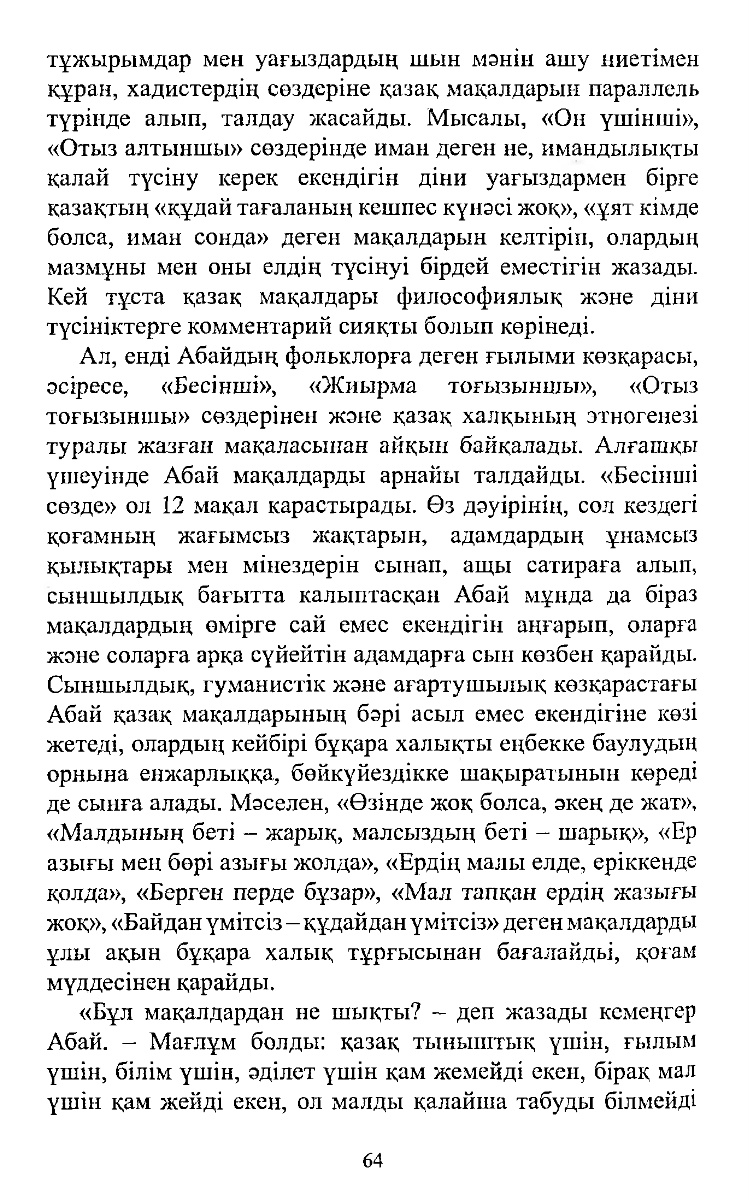 тұжырымдар мен уағыздардың шын мәнін ашу ниетімен
құран, хадистердің сөздеріне қазақ мақалдарын параллель
түрінде алып, талдау жасайды. Мысалы, «Он үшінші»,
«Отыз алтыншы» сөздерінде иман деген не, имандылықты
қалай түсіну керек екендігін діни уағыздармен бірге
қазақтың «құдай тағаланың кешпес күнәсі жоқ», «ұят кімде
болса, иман сонда» деген мақалдарын келтіріп, олардың
мазмұны мен оны елдің түсінуі бірдей еместігін жазады.
Кей тұста қазақ мақалдары философиялық және діни
түсініктерге комментарий сияқты болып көрінеді.
Ал, енді Абайдың фольклорға деген ғылыми көзқарасы,
әсіресе, «Бесінші», «Жиырма тоғызыншы», «Отыз
тоғызыншы» сөздерінен және қазақ халқының этногенезі
туралы жазған мақаласынан айқын байқалады. Алғашқы
үшеуінде Абай мақалдарды арнайы талдайды. «Бесінші
сөзде» ол 12 мақал карастырады. Өз дәуірінің, сол кездегі
қоғамның жағымсыз жақтарын, адамдардың ұнамсыз
қылықтары мен мінездерін сынап, ащы сатираға алып,
сыншылдық бағытта калыптасқан Абай мұнда да біраз
мақалдардың өмірге сай емес екендігін аңғарып, оларға
және соларға арқа сүйейтін адамдарға сын көзбен қарайды.
Сыншылдық, гуманистік және ағартушылық көзқарастағы
Абай қазақ мақалдарының бәрі асыл емес екендігіне көзі
жетеді, олардың кейбірі бұқара халықты еңбекке баулудың
орнына енжарлыққа, бөйкүйездікке шақыратынын көреді
де сынға алады. Мәселен, «Өзінде жоқ болса, әкең де жат»,
«Малдының беті – жарық, малсыздың беті – шарық», «Ер
азығы мен бөрі азығы жолда», «Ердің малы елде, еріккенде
қолда», «Берген перде бұзар», «Мал тапқан ердің жазығы
жоқ», «Байдан үмітсіз – құдайдан үмітсіз» деген мақалдарды
ұлы ақын бұқара халық тұрғысынан бағалайды, қоғам
мүддесінен қарайды.
«Бұл мақалдардан не шықты? – деп жазады кемеңгер
Абай. – Мағлұм болды: қазақ тыныштық үшін, ғылым
үшін, білім үшін, әділет үшін қам жемейді екен, бірақ мал
үшін қам жейді екен, ол малды қалайша табуды білмейді
64